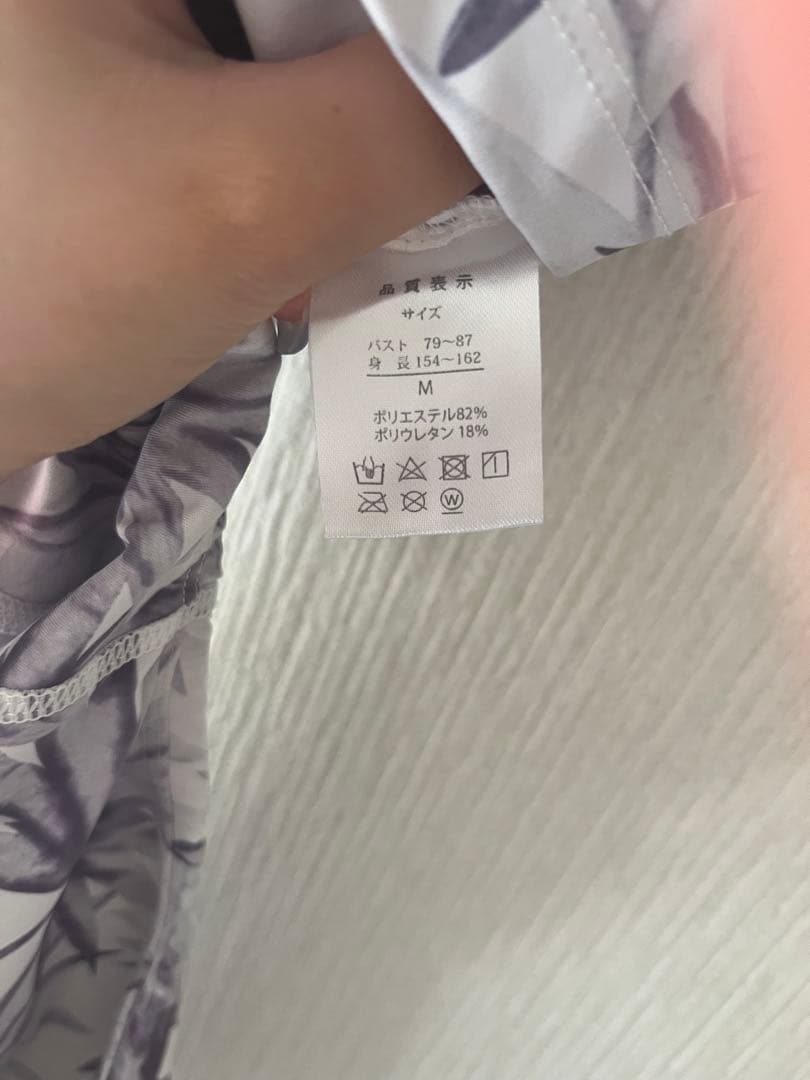 品質表示
サイズ
バスト 79～87
身 長 154～162
M
ポリエステル82%
ポリウレタン 18%
W